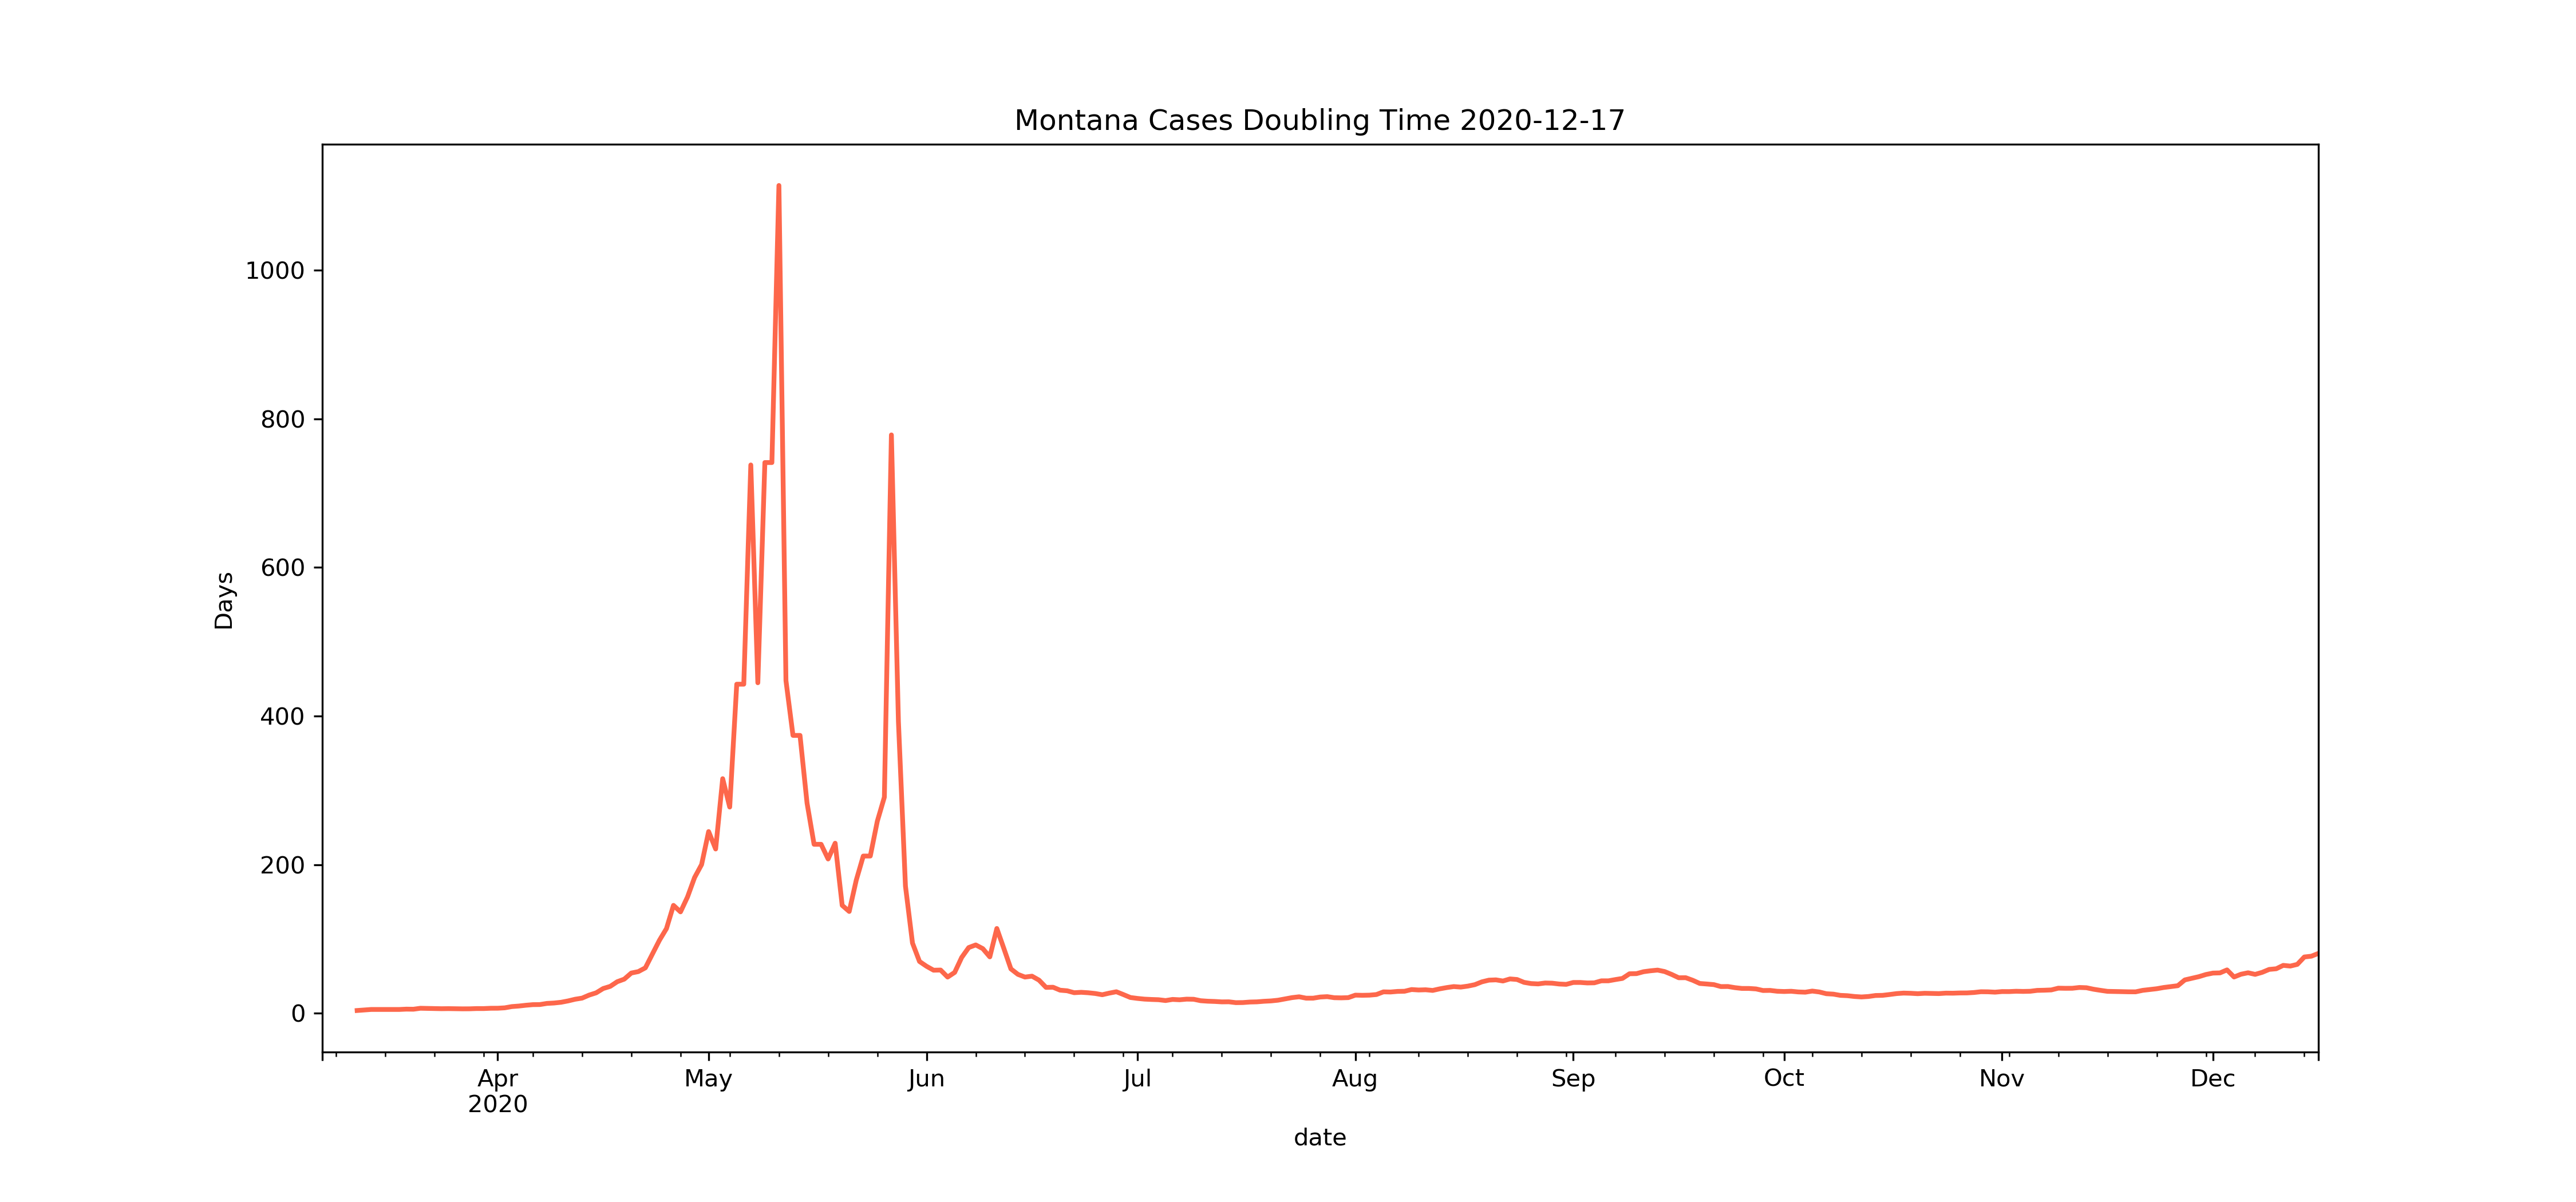 Montana Cases Doubling Time 2020-12-17
1000
800
600
400
200
0
Days
Apr May Jun Jul Aug Sep Oct Nov Dec
2020
date